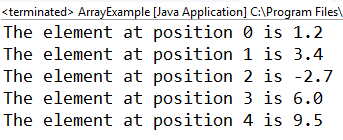 <terminated> ArrayExample [Java Application] C:\Program Files\
The element at position 0 is 1.2
The element at position 1 is 3.4
The element at position 2 is -2.7
The element at position 3 is 6.0
The element at position 4 is 9.5